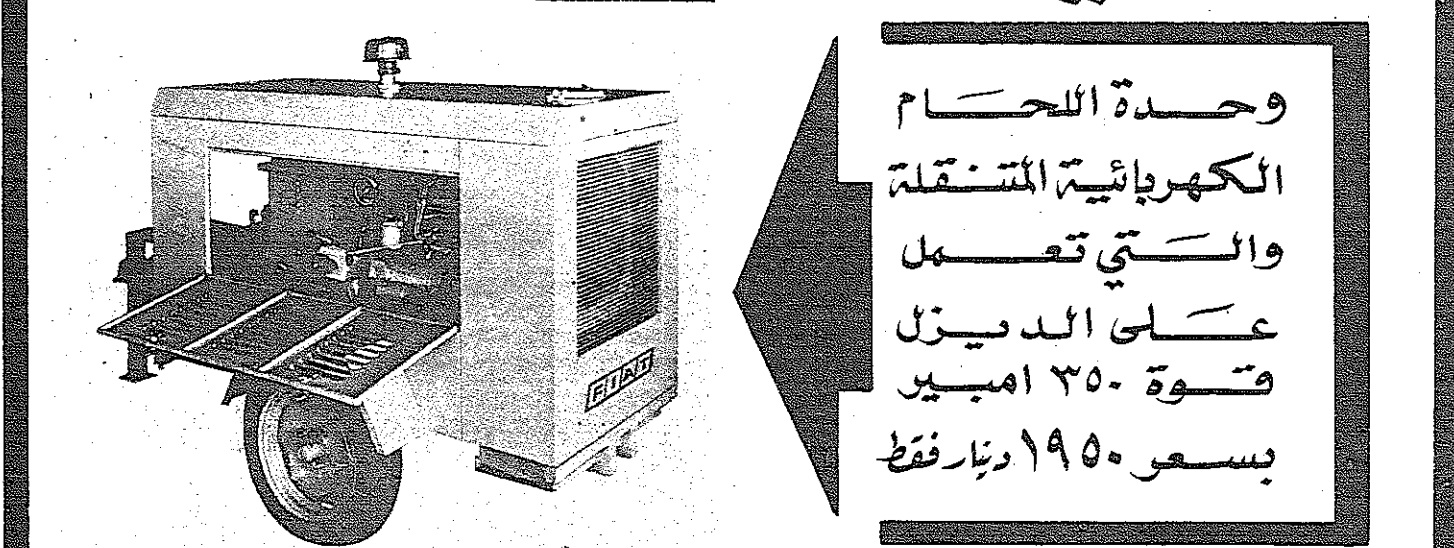 وحدة اللحام
الكهربائية المتنقلة
والتي تعمل
على الديزل
قوة ٣٥٠ امبير
بسعر ١٩٥٠ دينار فقط
FIAT